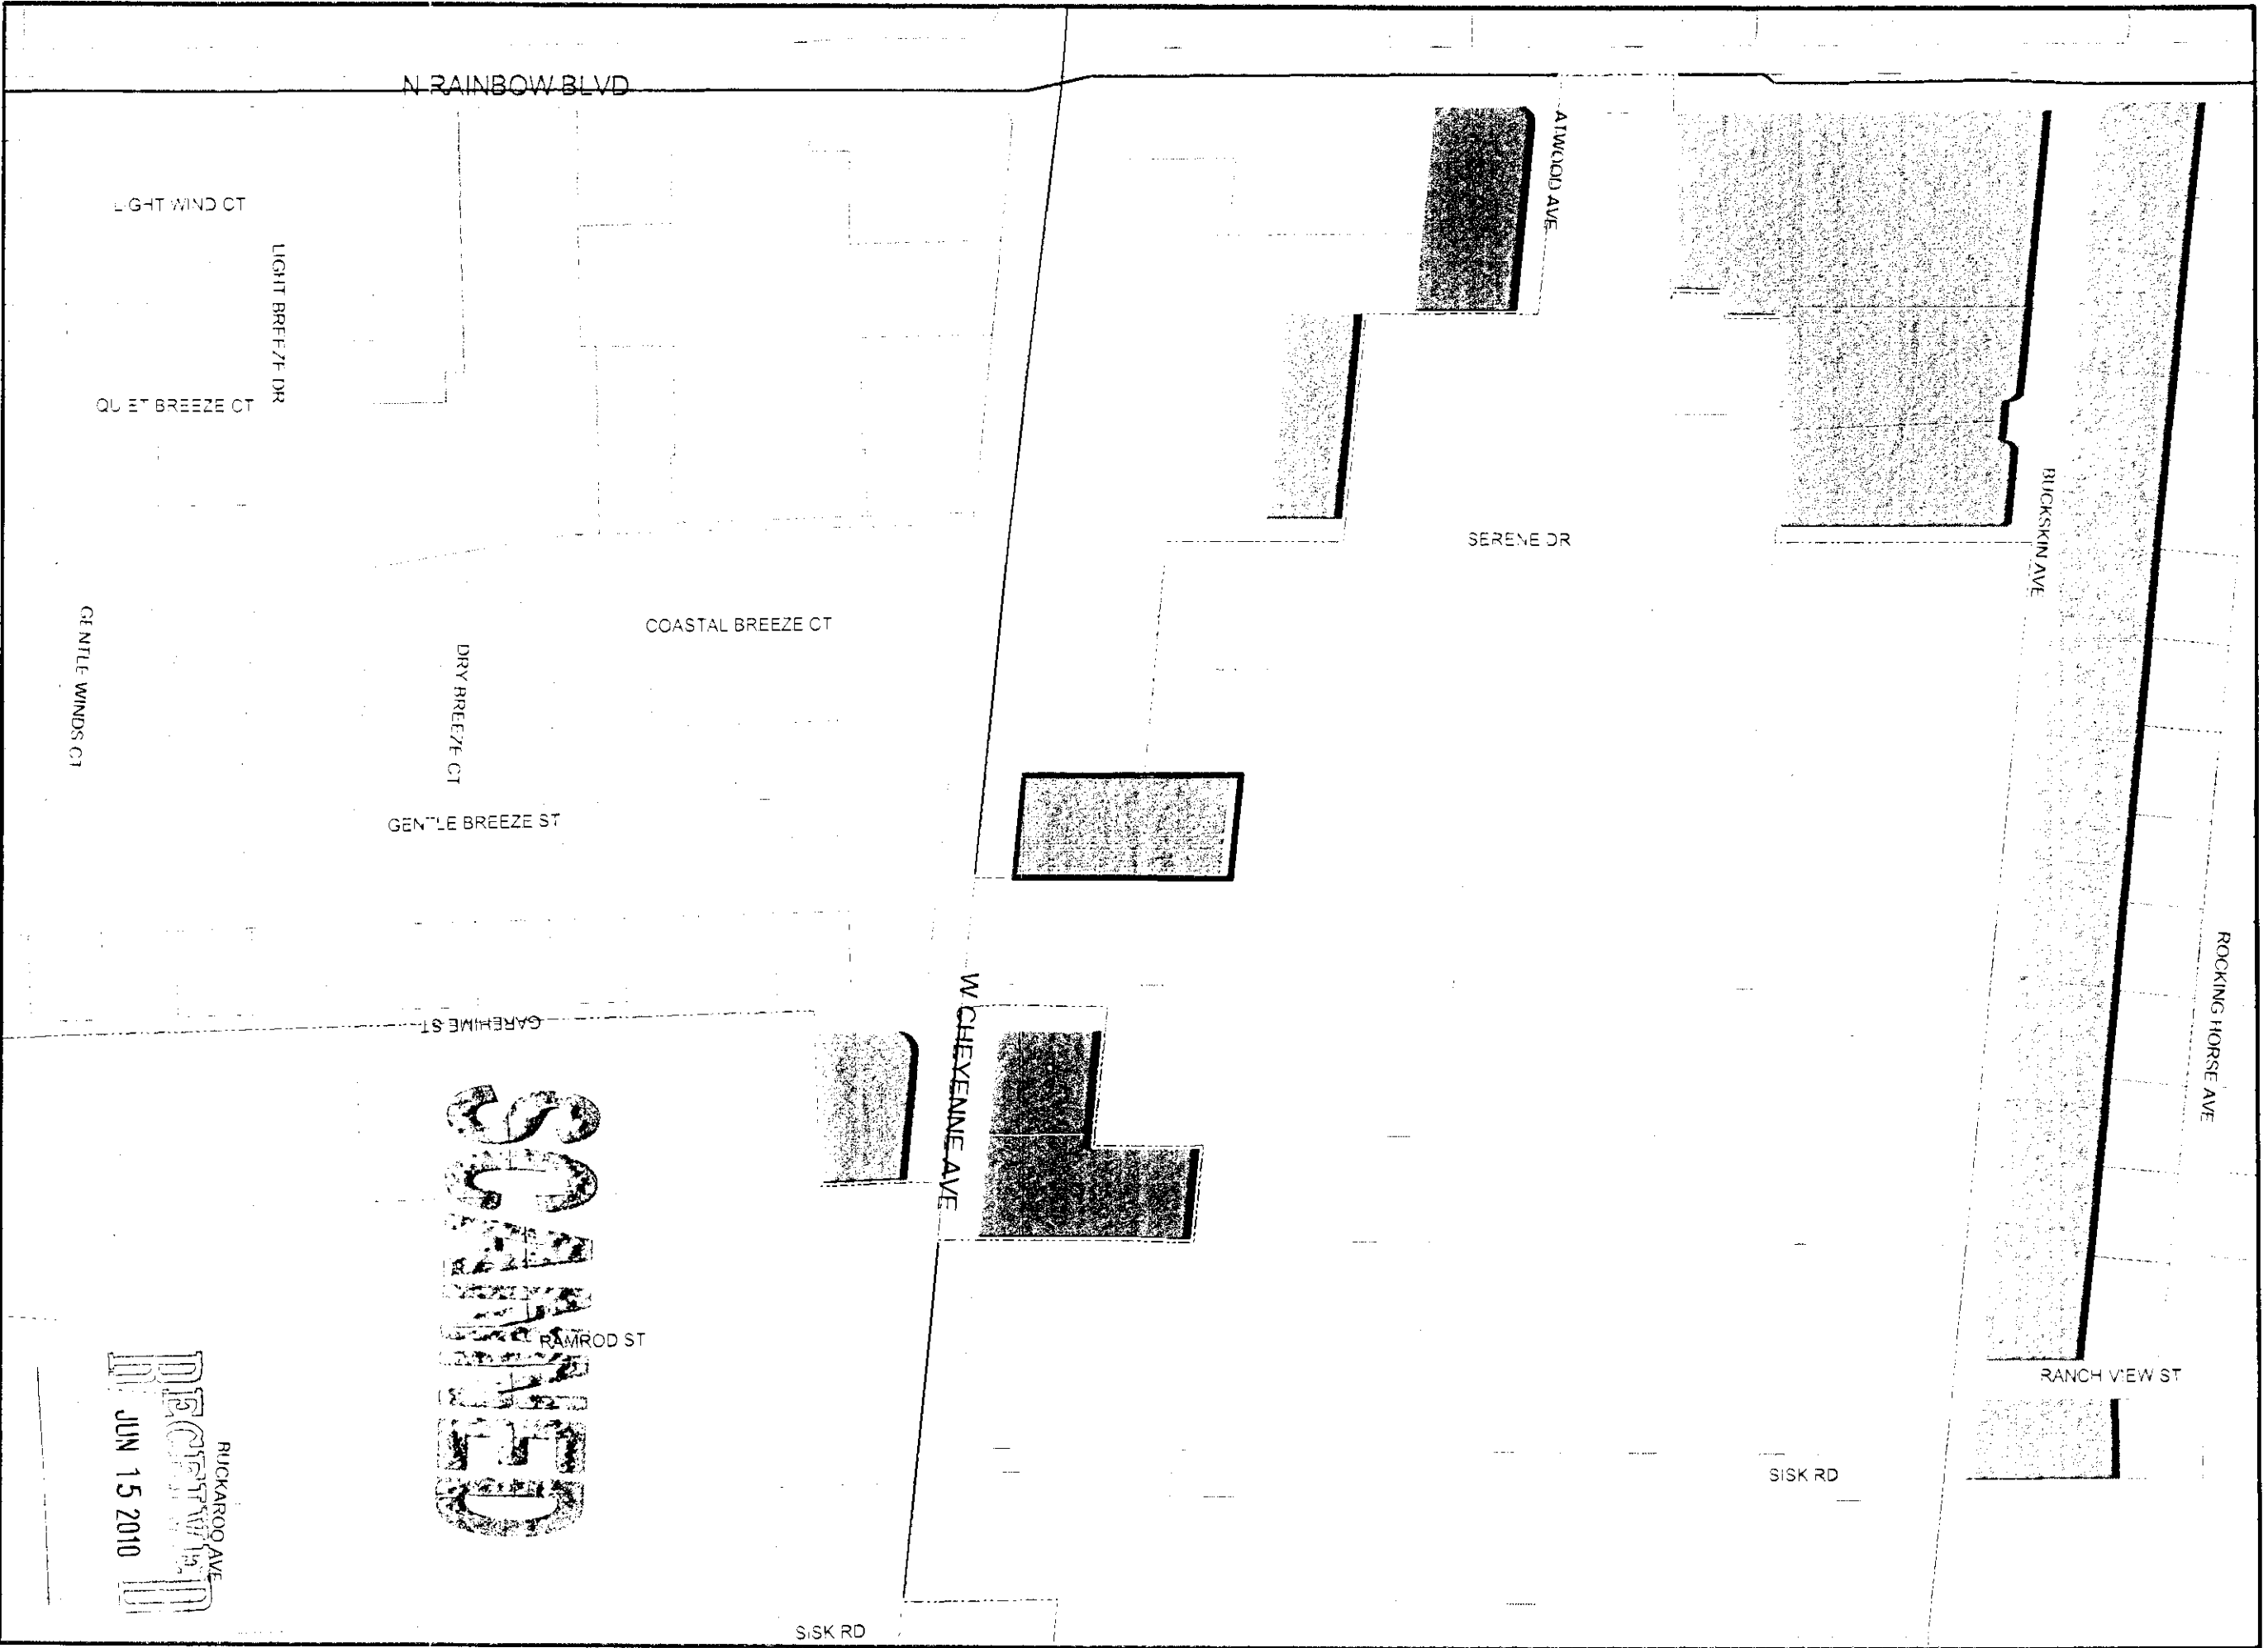 N RAINBOW BLVD
LIGHT WIND CT
LIGHT BREEZE DR
QUIET BREEZE CT
ATWOOD AVE
BUCKSKIN AVE
SERENE DR
GENTLE WINDS CT
DRY BREEZE CT
COASTAL BREEZE CT
GENTLE BREEZE ST
ROCKING HORSE AVE
W CHEYENNE AVE
GAREHIME ST
SCANNED
RAMROD ST
RANCH VIEW ST
SISK RD
BUCKAROO AVE
RECEIVED
JUN 15 2010
SISK RD